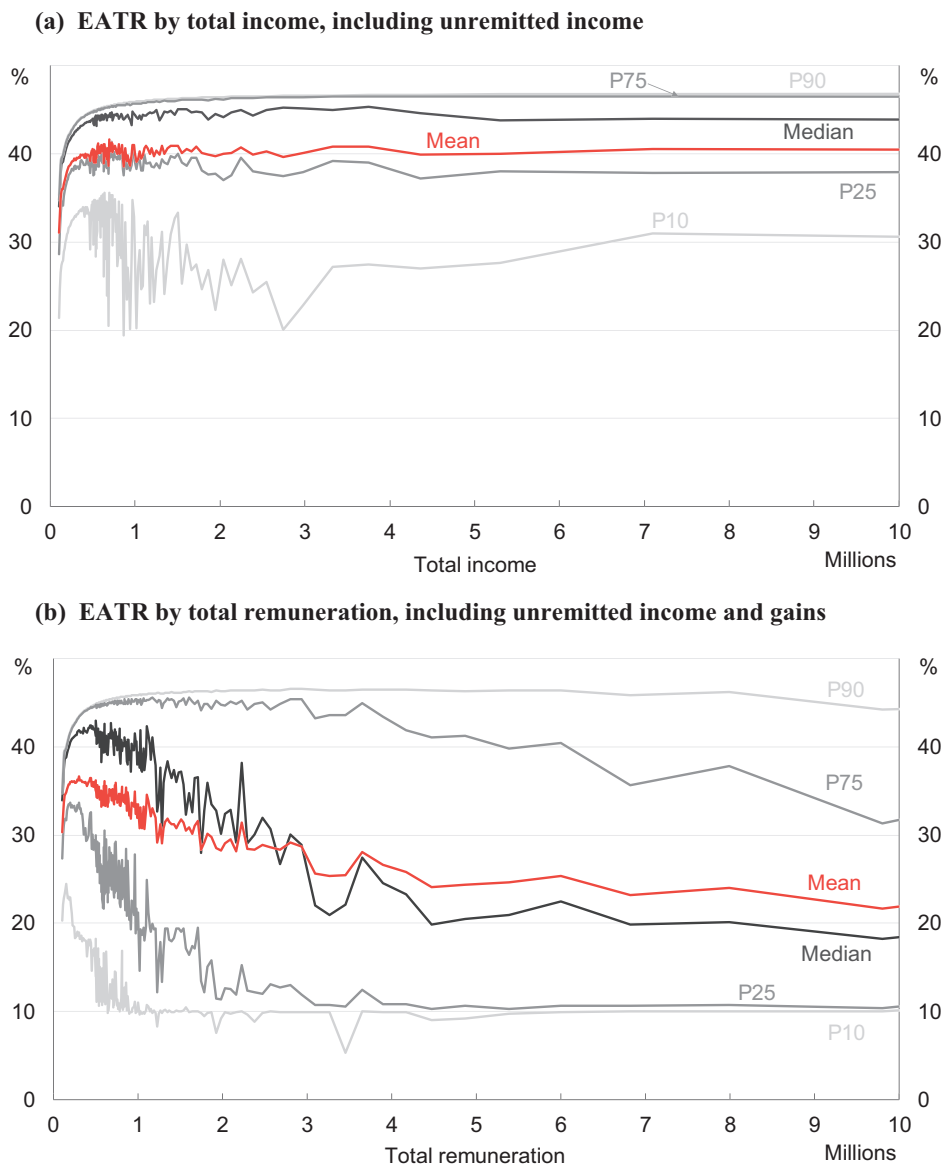 (a) EATR by total income, including unremitted income
% %
P75 P90
Median
Mean
P25
P10
40 40
30 30
20 20
10 10
0 0
0 1 2 3 4 5 6 7 8 9 10
Total income Millions
(b) EATR by total remuneration, including unremitted income and gains
% %
P90
P75
Mean
Median
P25
P10
40 40
30 30
20 20
10 10
0 0
0 1 2 3 4 5 6 7 8 9 10
Total remuneration Millions